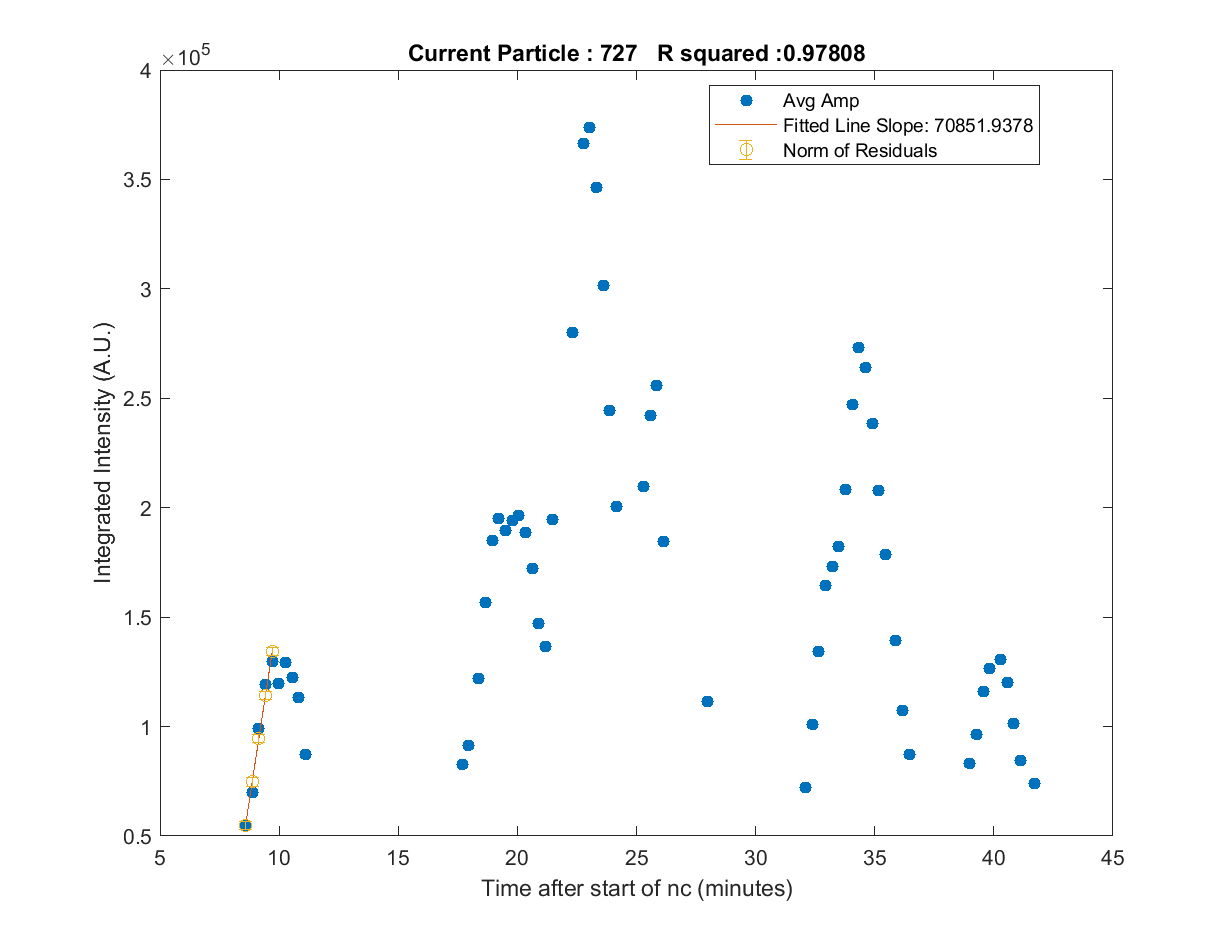 Current Particle : 727 R squared :0.97808
×10^5
4
3.5
3
2.5
2
1.5
1
0.5
5 10 15 20 25 30 35 40 45
Integrated Intensity (A.U.)
Time after start of nc (minutes)
Avg Amp
Fitted Line Slope: 70851.9378
Norm of Residuals